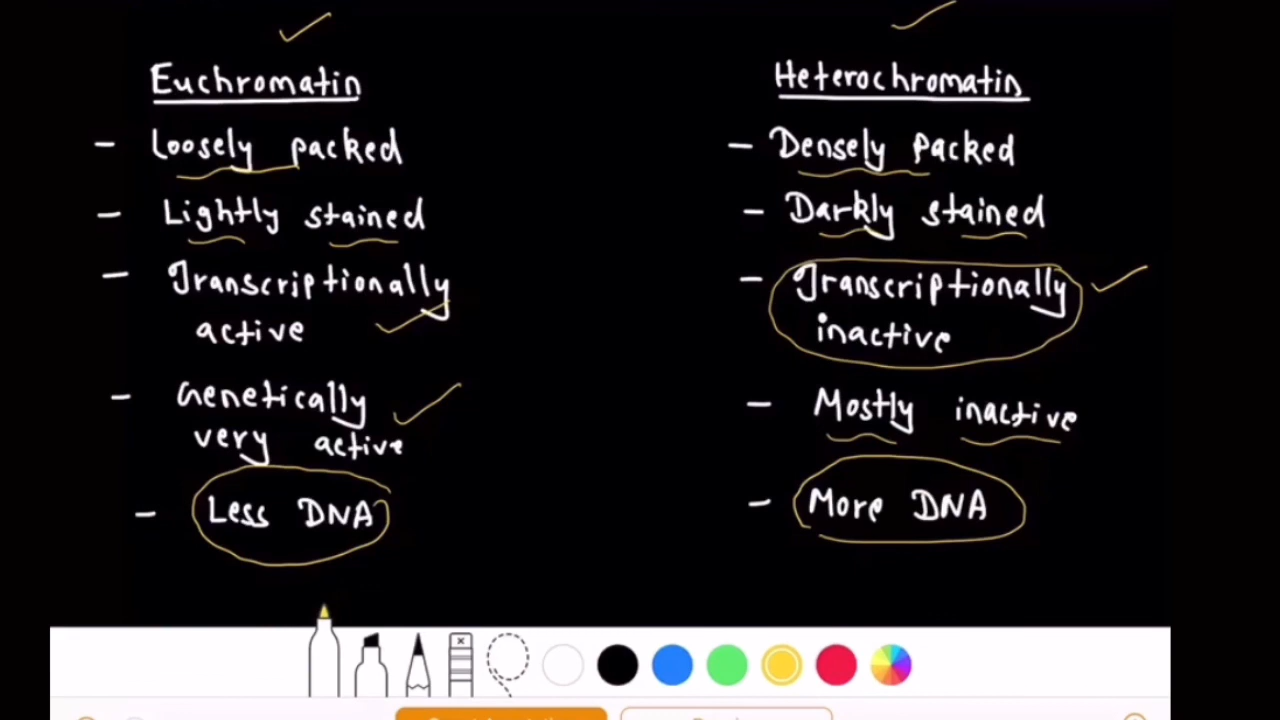 Euchromatin
- Loosely packed
- Lightly stained
- Transcriptionally
active
- Genetically
very active
- Less DNA
Heterochromatin
- Densely packed
- Darkly stained
- Transcriptionally
inactive
- Mostly inactive
- More DNA